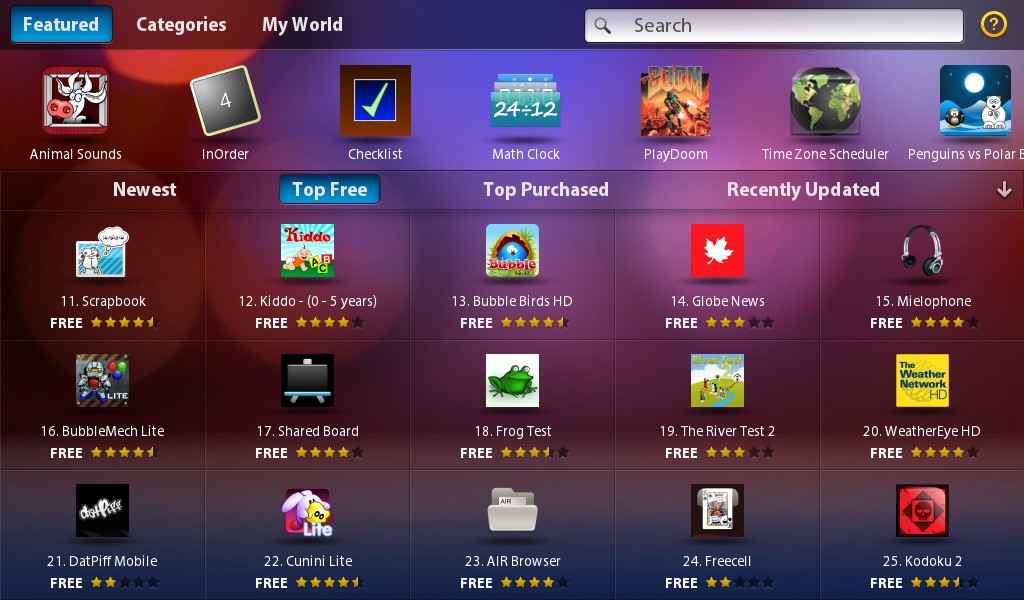 Featured Categories My World Search ?
4 24÷12 DOOM
Animal Sounds InOrder Checklist Math Clock PlayDoom Time Zone Scheduler Penguins vs Polar B
Newest Top Free Top Purchased Recently Updated
Kiddo A B C Bubble
11. Scrapbook 12. Kiddo - (0 - 5 years) 13. Bubble Birds HD 14. Globe News 15. Mielophone
FREE FREE FREE FREE FREE
LITE River Test The Weather Network HD
16. BubbleMech Lite 17. Shared Board 18. Frog Test 19. The River Test 2 20. WeatherEye HD
FREE FREE FREE FREE FREE
datPiff Lite AIR
21. DatPiff Mobile 22. Cunini Lite 23. AIR Browser 24. Freecell 25. Kodoku 2
FREE FREE FREE FREE FREE